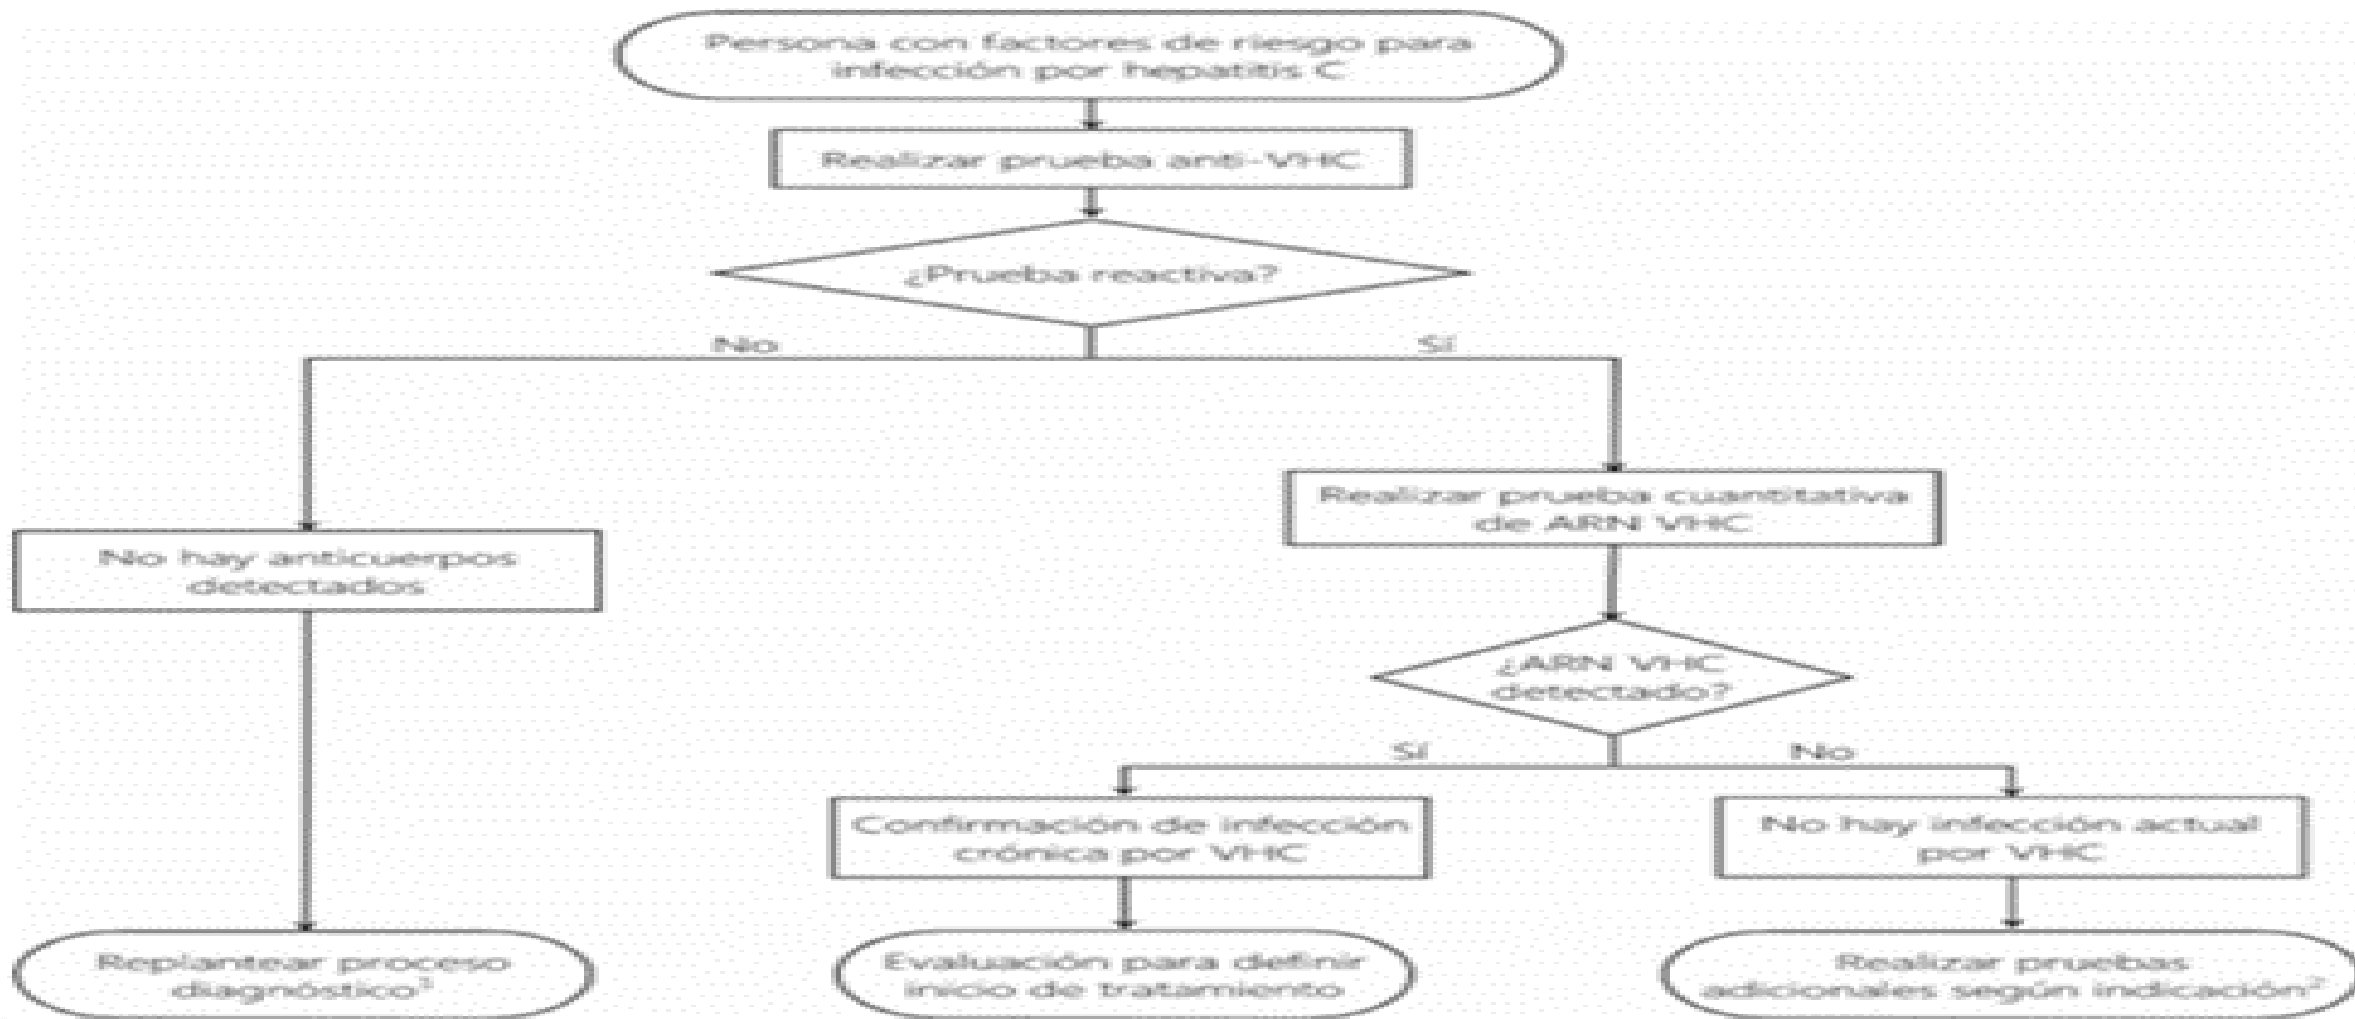 Persona con factores de riesgo para
infección por hepatitis C
Realizar prueba anti-VHC
¿Prueba reactiva?
No
Sí
Realizar prueba cuantitativa
de ARN VHC
No hay anticuerpos
detectados
¿ARN VHC
detectado?
Sí
No
Confirmación de infección
crónica por VHC
No hay infección actual
por VHC
Replantear proceso
diagnóstico¹
Evaluación para definir
inicio de tratamiento
Realizar pruebas
adicionales según indicación²